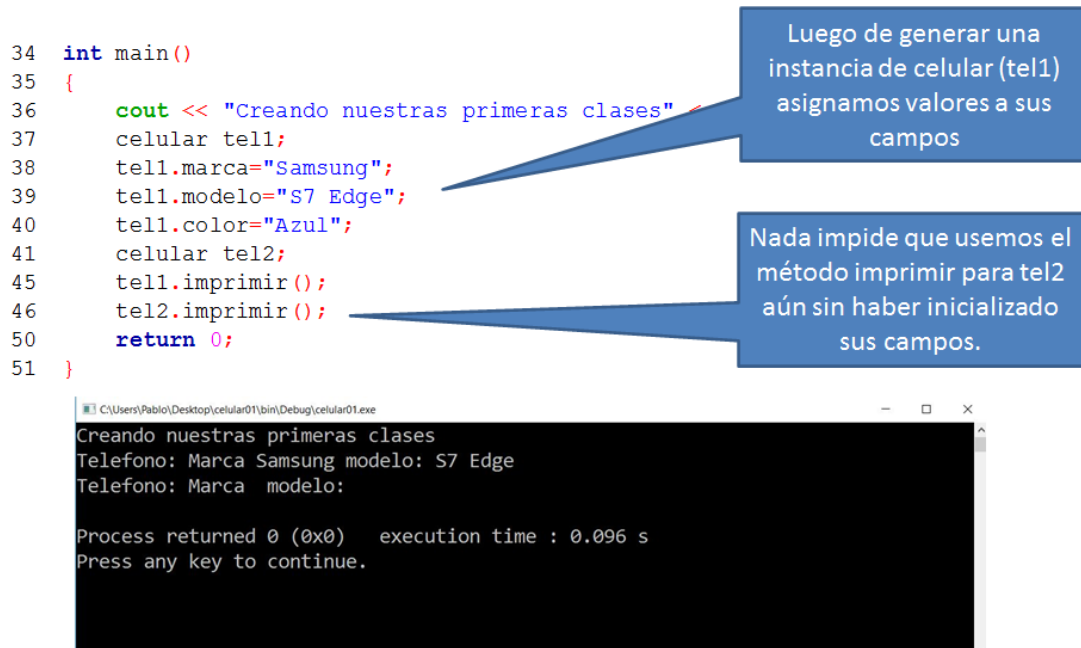 34 int main()
35 {
36 cout << "Creando nuestras primeras clases" <
37 celular tel1;
38 tel1.marca="Samsung";
39 tel1.modelo="S7 Edge";
40 tel1.color="Azul";
41 celular tel2;
45 tel1.imprimir();
46 tel2.imprimir();
50 return 0;
51 }
Luego de generar una
instancia de celular (tel1)
asignamos valores a sus
campos
Nada impide que usemos el
método imprimir para tel2
aún sin haber inicializado
sus campos.
C:\Users\Pablo\Desktop\celular01\bin\Debug\celular01.exe
Creando nuestras primeras clases
Telefono: Marca Samsung modelo: S7 Edge
Telefono: Marca  modelo:
Process returned 0 (0x0)   execution time : 0.096 s
Press any key to continue.